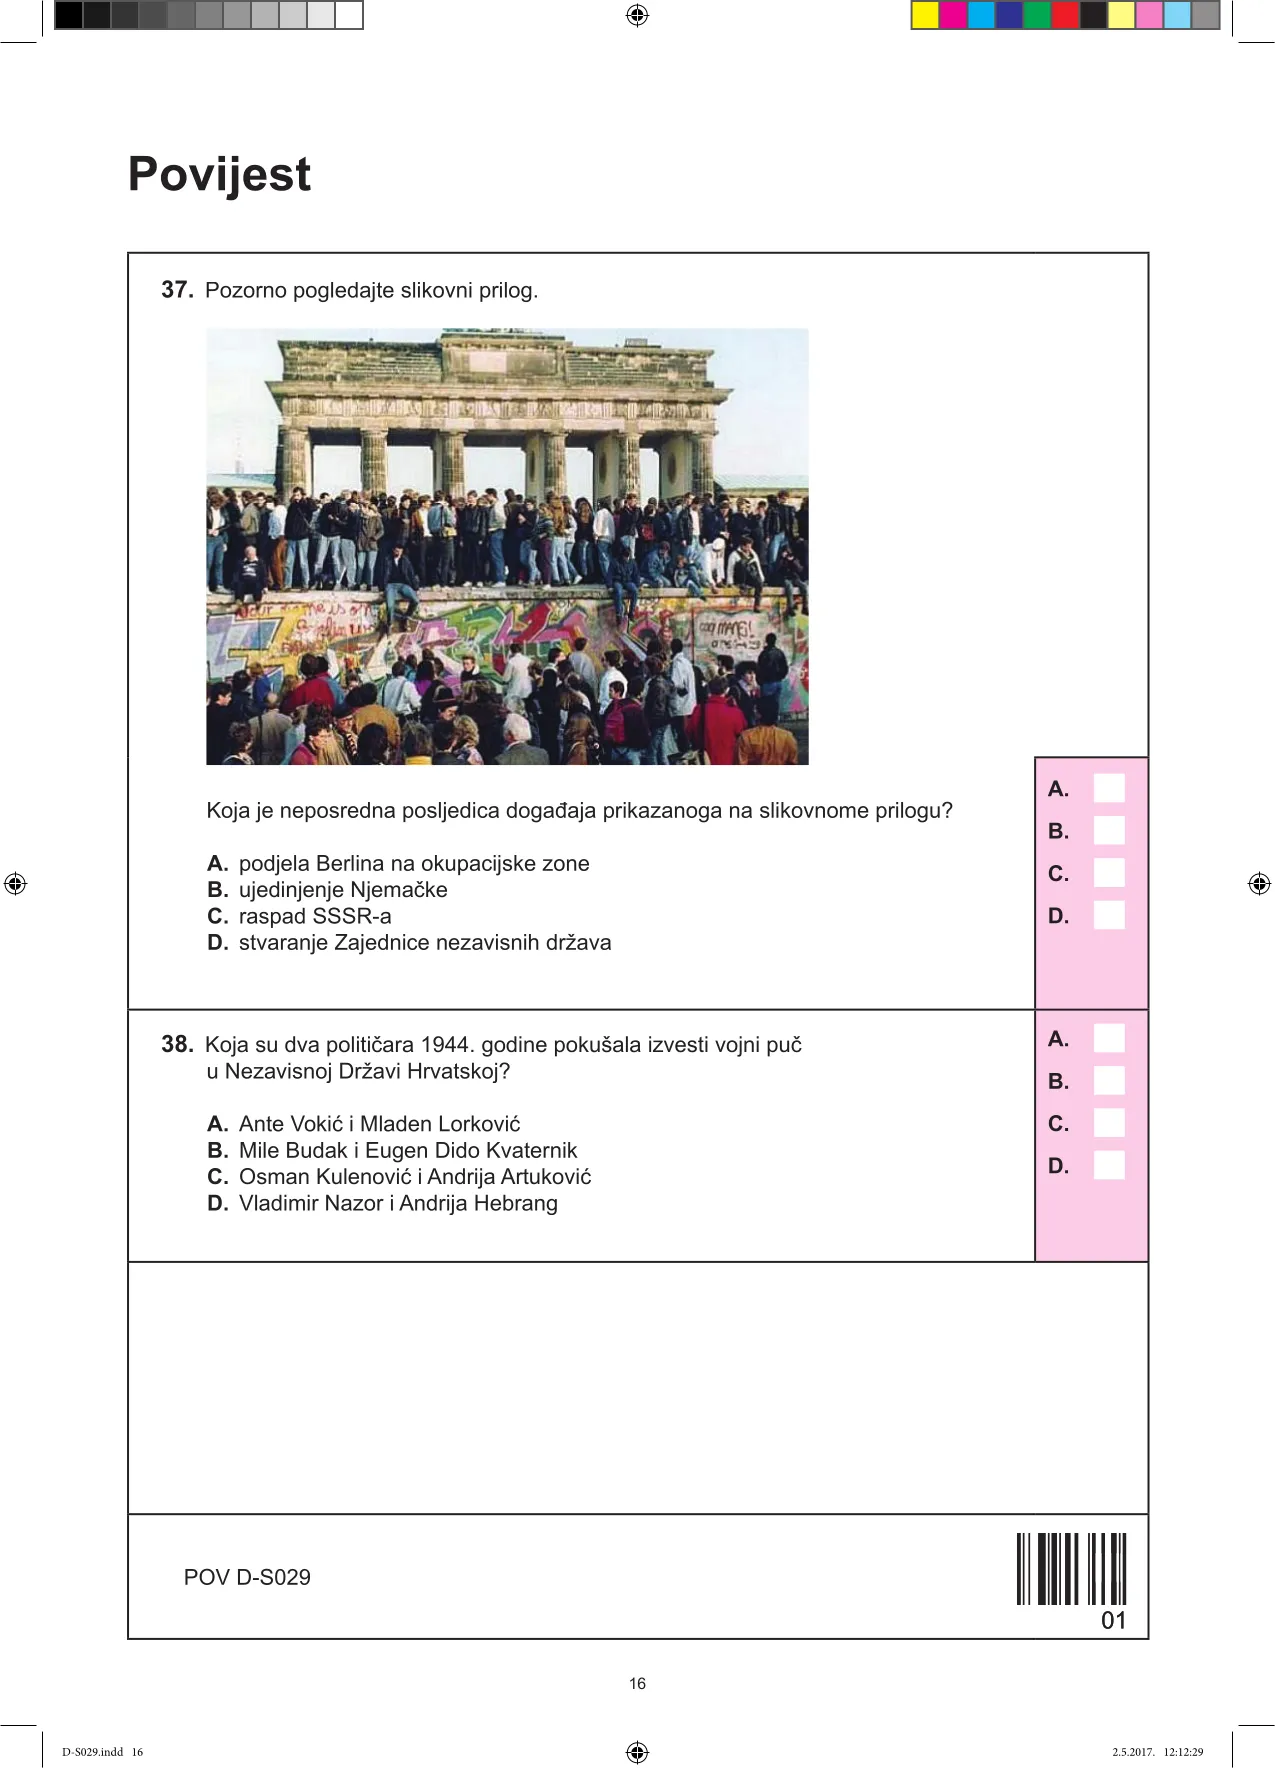 Povijest
37. Pozorno pogledajte slikovni prilog.
Koja je neposredna posljedica događaja prikazanoga na slikovnome prilogu?
A. podjela Berlina na okupacijske zone
B. ujedinjenje Njemačke
C. raspad SSSR-a
D. stvaranje Zajednice nezavisnih država
A.
B.
C.
D.
38. Koja su dva političara 1944. godine pokušala izvesti vojni puč
u Nezavisnoj Državi Hrvatskoj?
A. Ante Vokić i Mladen Lorković
B. Mile Budak i Eugen Dido Kvaternik
C. Osman Kulenović i Andrija Artuković
D. Vladimir Nazor i Andrija Hebrang
A.
B.
C.
D.
POV D-S029
01
16
D-S029.indd 16
2.5.2017. 12:12:29